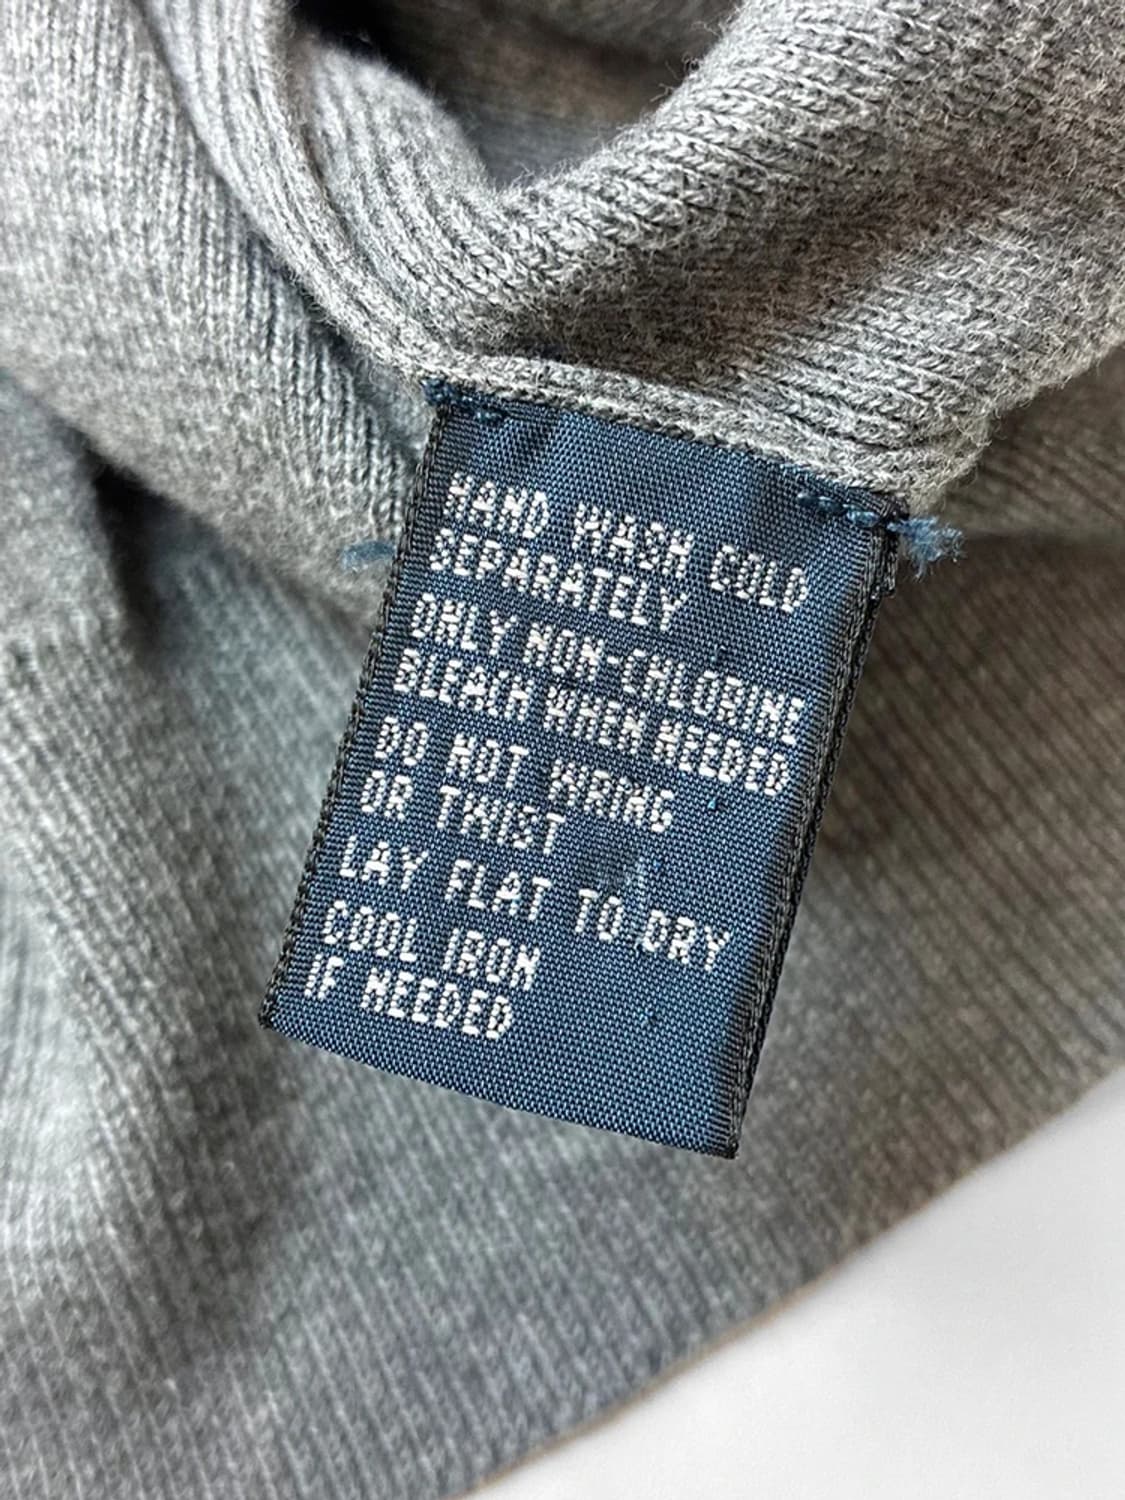 HAND WASH COLD
SEPARATELY
ONLY NON-CHLORINE
BLEACH WHEN NEEDED
DO NOT WRING
OR TWIST
LAY FLAT TO DRY
COOL IRON
IF NEEDED